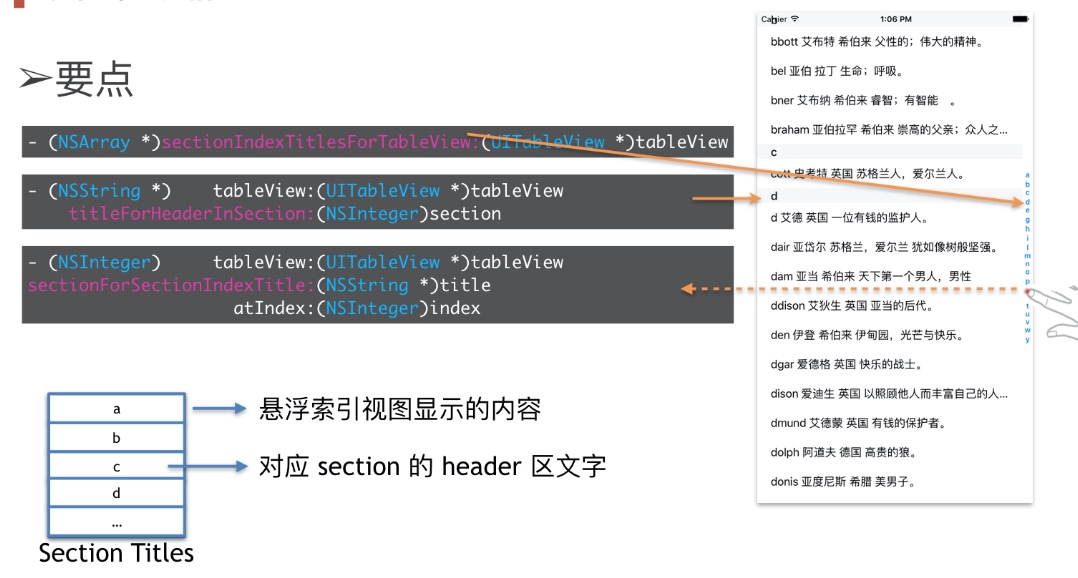 ➢要点
- (NSArray *)sectionIndexTitlesForTableView:(UITableView *)tableView
- (NSString *) tableView:(UITableView *)tableView
titleForHeaderInSection:(NSInteger)section
- (NSInteger) tableView:(UITableView *)tableView
sectionForSectionIndexTitle:(NSString *)title
atIndex:(NSInteger)index
a
b
c
d
...
Section Titles
悬浮索引视图显示的内容
对应 section 的 header 区文字
1:06 PM
bbott 艾布特 希伯来 父性的；伟大的精神。
bel 亚伯 拉丁 生命；呼吸。
bner 艾布纳 希伯来 睿智；有智能 。
braham 亚伯拉罕 希伯来 崇高的父亲；众人之...
c
cott 史考特 英国 苏格兰人，爱尔兰人。
d
d 艾德 英国 一位有钱的监护人。
dair 亚岱尔 苏格兰，爱尔兰 犹如像树般坚强。
dam 亚当 希伯来 天下第一个男人，男性
ddison 艾狄生 英国 亚当的后代。
den 伊登 希伯来 伊甸园，光芒与快乐。
dgar 爱德格 英国 快乐的战士。
dison 爱迪生 英国 以照顾他人而丰富自己的人...
dmund 艾德蒙 英国 有钱的保护者。
dolph 阿道夫 德国 高贵的狼。
donis 亚度尼斯 希腊 美男子。
a
b
c
d
e
g
h
i
l
m
n
o
p
t
u
v
w
y